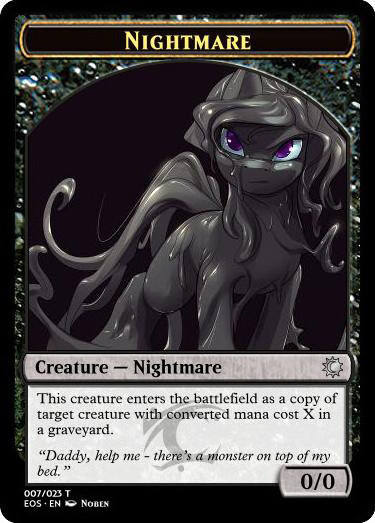 NIGHTMARE
Creature — Nightmare
This creature enters the battlefield as a copy of
target creature with converted mana cost X in
a graveyard.
“Daddy, help me - there’s a monster on top of my
bed.”
0/0
007/023 T
EOS · EN NOBEN